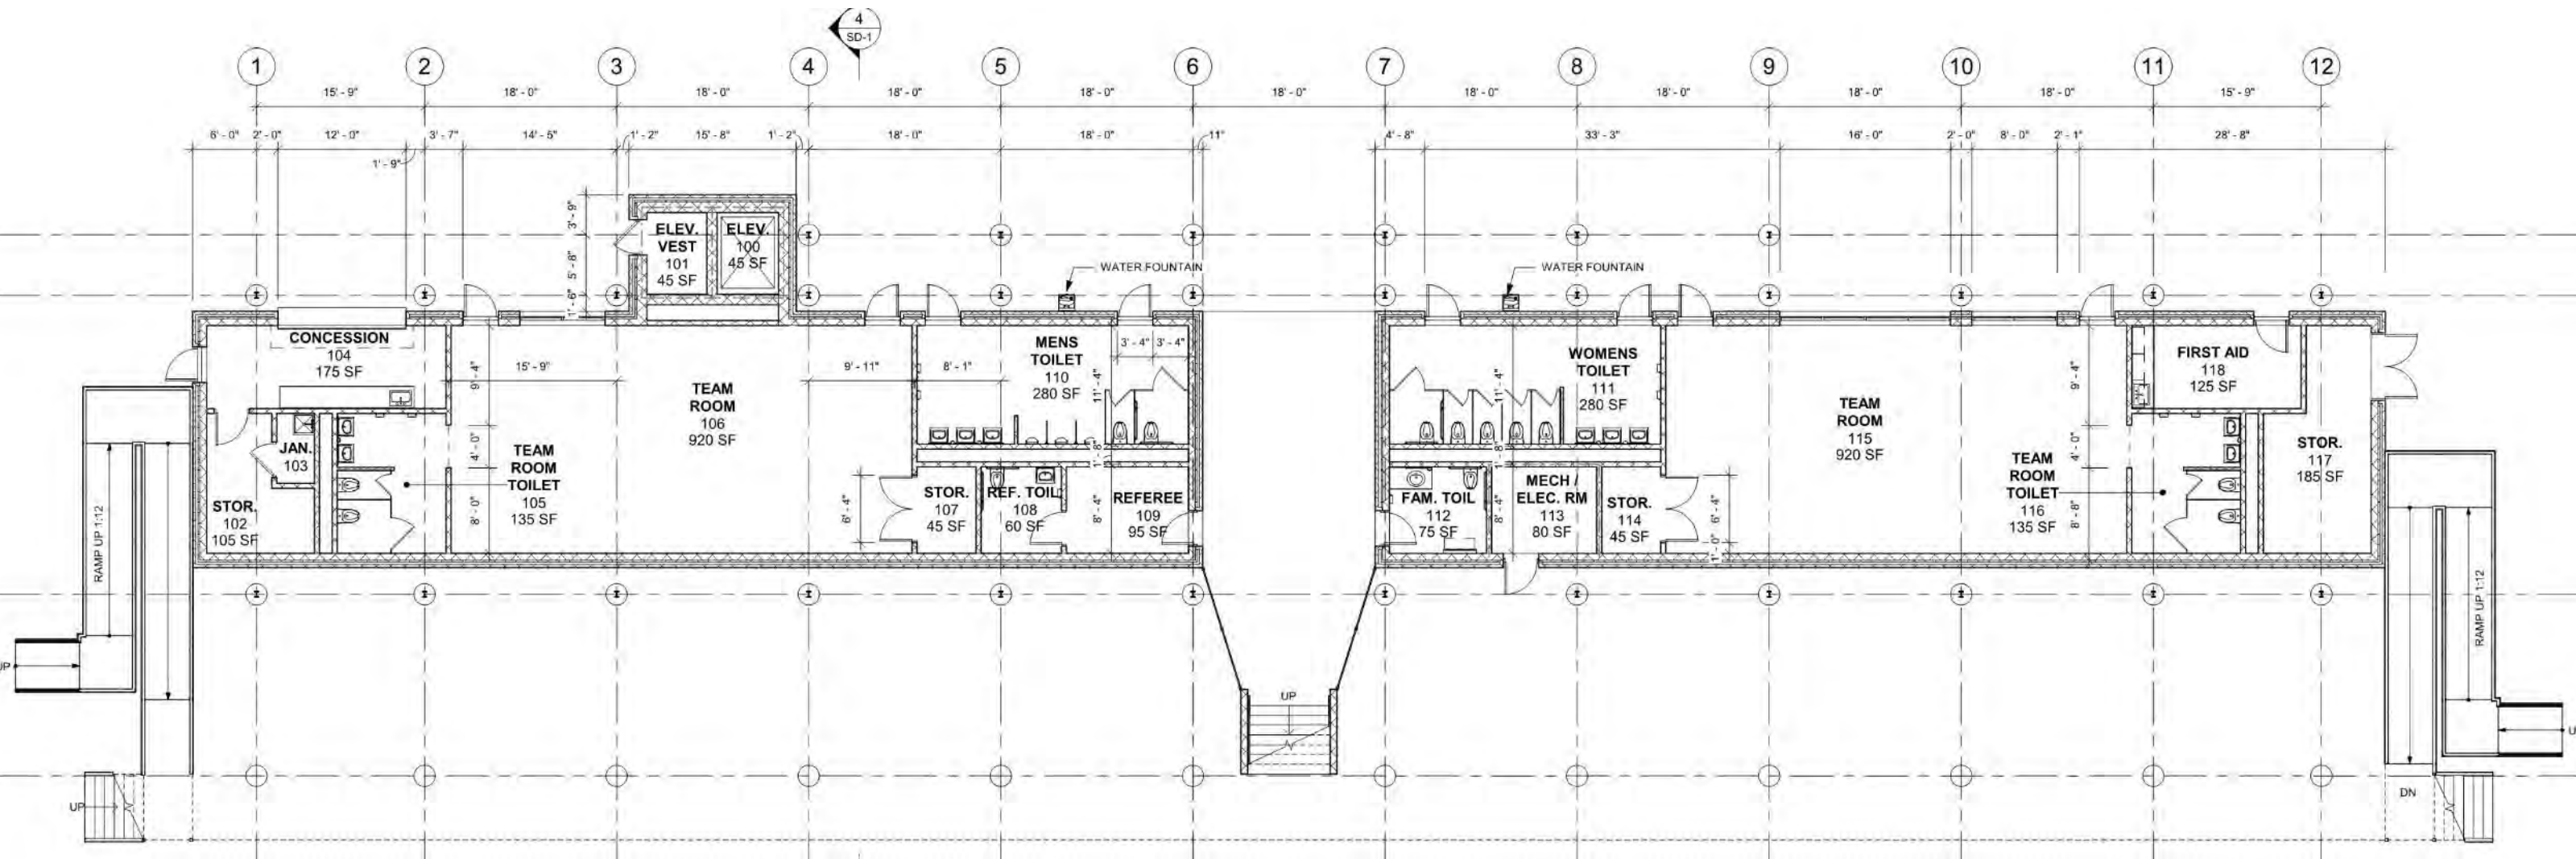 4
SD-1
1
2
3
4
5
6
7
8
9
10
11
12
15' - 9"
18' - 0"
18' - 0"
18' - 0"
18' - 0"
18' - 0"
18' - 0"
18' - 0"
18' - 0"
18' - 0"
15' - 9"
6' - 0"
2' - 0"
12' - 0"
1' - 9"
3' - 7"
14' - 5"
1' - 2"
15' - 8"
1' - 2"
18' - 0"
18' - 0"
11"
4' - 8"
33' - 3"
16' - 0"
2' - 0"
8' - 0"
2' - 1"
28' - 8"
3' - 9"
5' - 8"
1' - 6"
ELEV.
VEST
101
45 SF
ELEV.
100
45 SF
WATER FOUNTAIN
WATER FOUNTAIN
CONCESSION
104
175 SF
9' - 4"
15' - 9"
4' - 0"
8' - 0"
TEAM
ROOM
106
920 SF
9' - 11"
8' - 1"
MENS
TOILET
110
280 SF
3' - 4"
3' - 4"
11' - 4"
1' - 8"
8' - 4"
JAN.
103
STOR.
102
105 SF
TEAM
ROOM
TOILET
105
135 SF
6' - 4"
STOR.
107
45 SF
REF. TOIL
108
60 SF
REFEREE
109
95 SF
WOMENS
TOILET
111
280 SF
11' - 4"
1' - 8"
8' - 4"
FAM. TOIL
112
75 SF
MECH /
ELEC. RM
113
80 SF
STOR.
114
45 SF
6' - 4"
1' - 0"
TEAM
ROOM
115
920 SF
TEAM
ROOM
TOILET
116
135 SF
9' - 4"
4' - 0"
8' - 8"
FIRST AID
118
125 SF
STOR.
117
185 SF
RAMP UP 1:12
RAMP UP 1:12
UP
UP
UP
DN